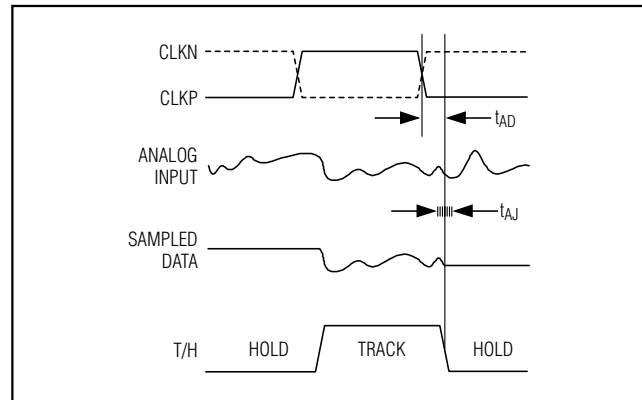 CLKN
CLKP
tAD
ANALOG
INPUT
tAJ
SAMPLED
DATA
T/H
HOLD
TRACK
HOLD